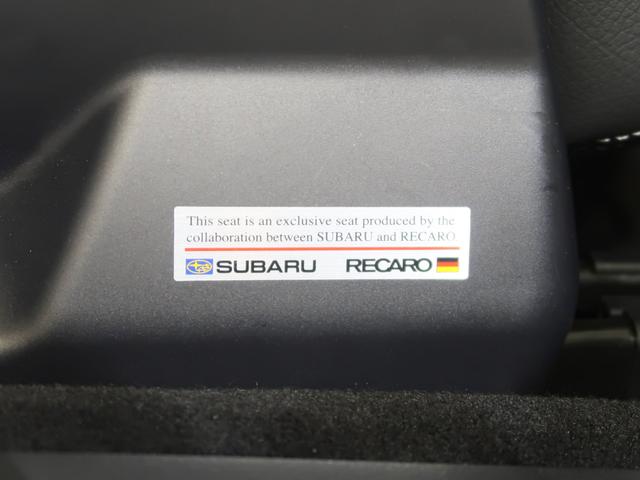 This seat is an exclusive seat produced by the
collaboration between SUBARU and RECARO.
SUBARU RECARO